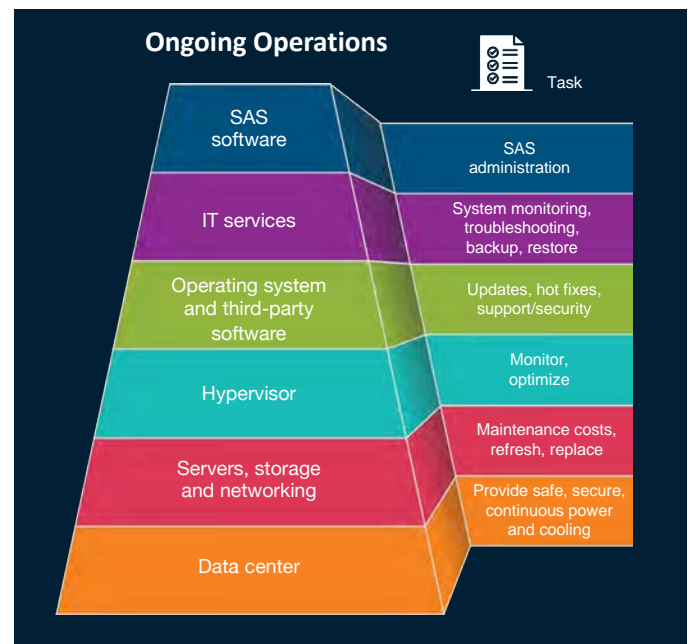 Ongoing Operations
Task
SAS
software
SAS
administration
IT services
System monitoring,
troubleshooting,
backup, restore
Operating system
and third-party
software
Updates, hot fixes,
support/security
Hypervisor
Monitor,
optimize
Servers, storage
and networking
Maintenance costs,
refresh, replace
Data center
Provide safe, secure,
continuous power
and cooling